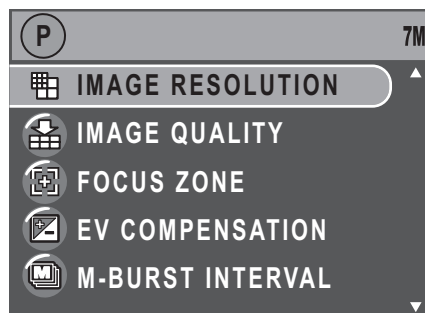 P 7M
IMAGE RESOLUTION
IMAGE QUALITY
FOCUS ZONE
EV COMPENSATION
M-BURST INTERVAL